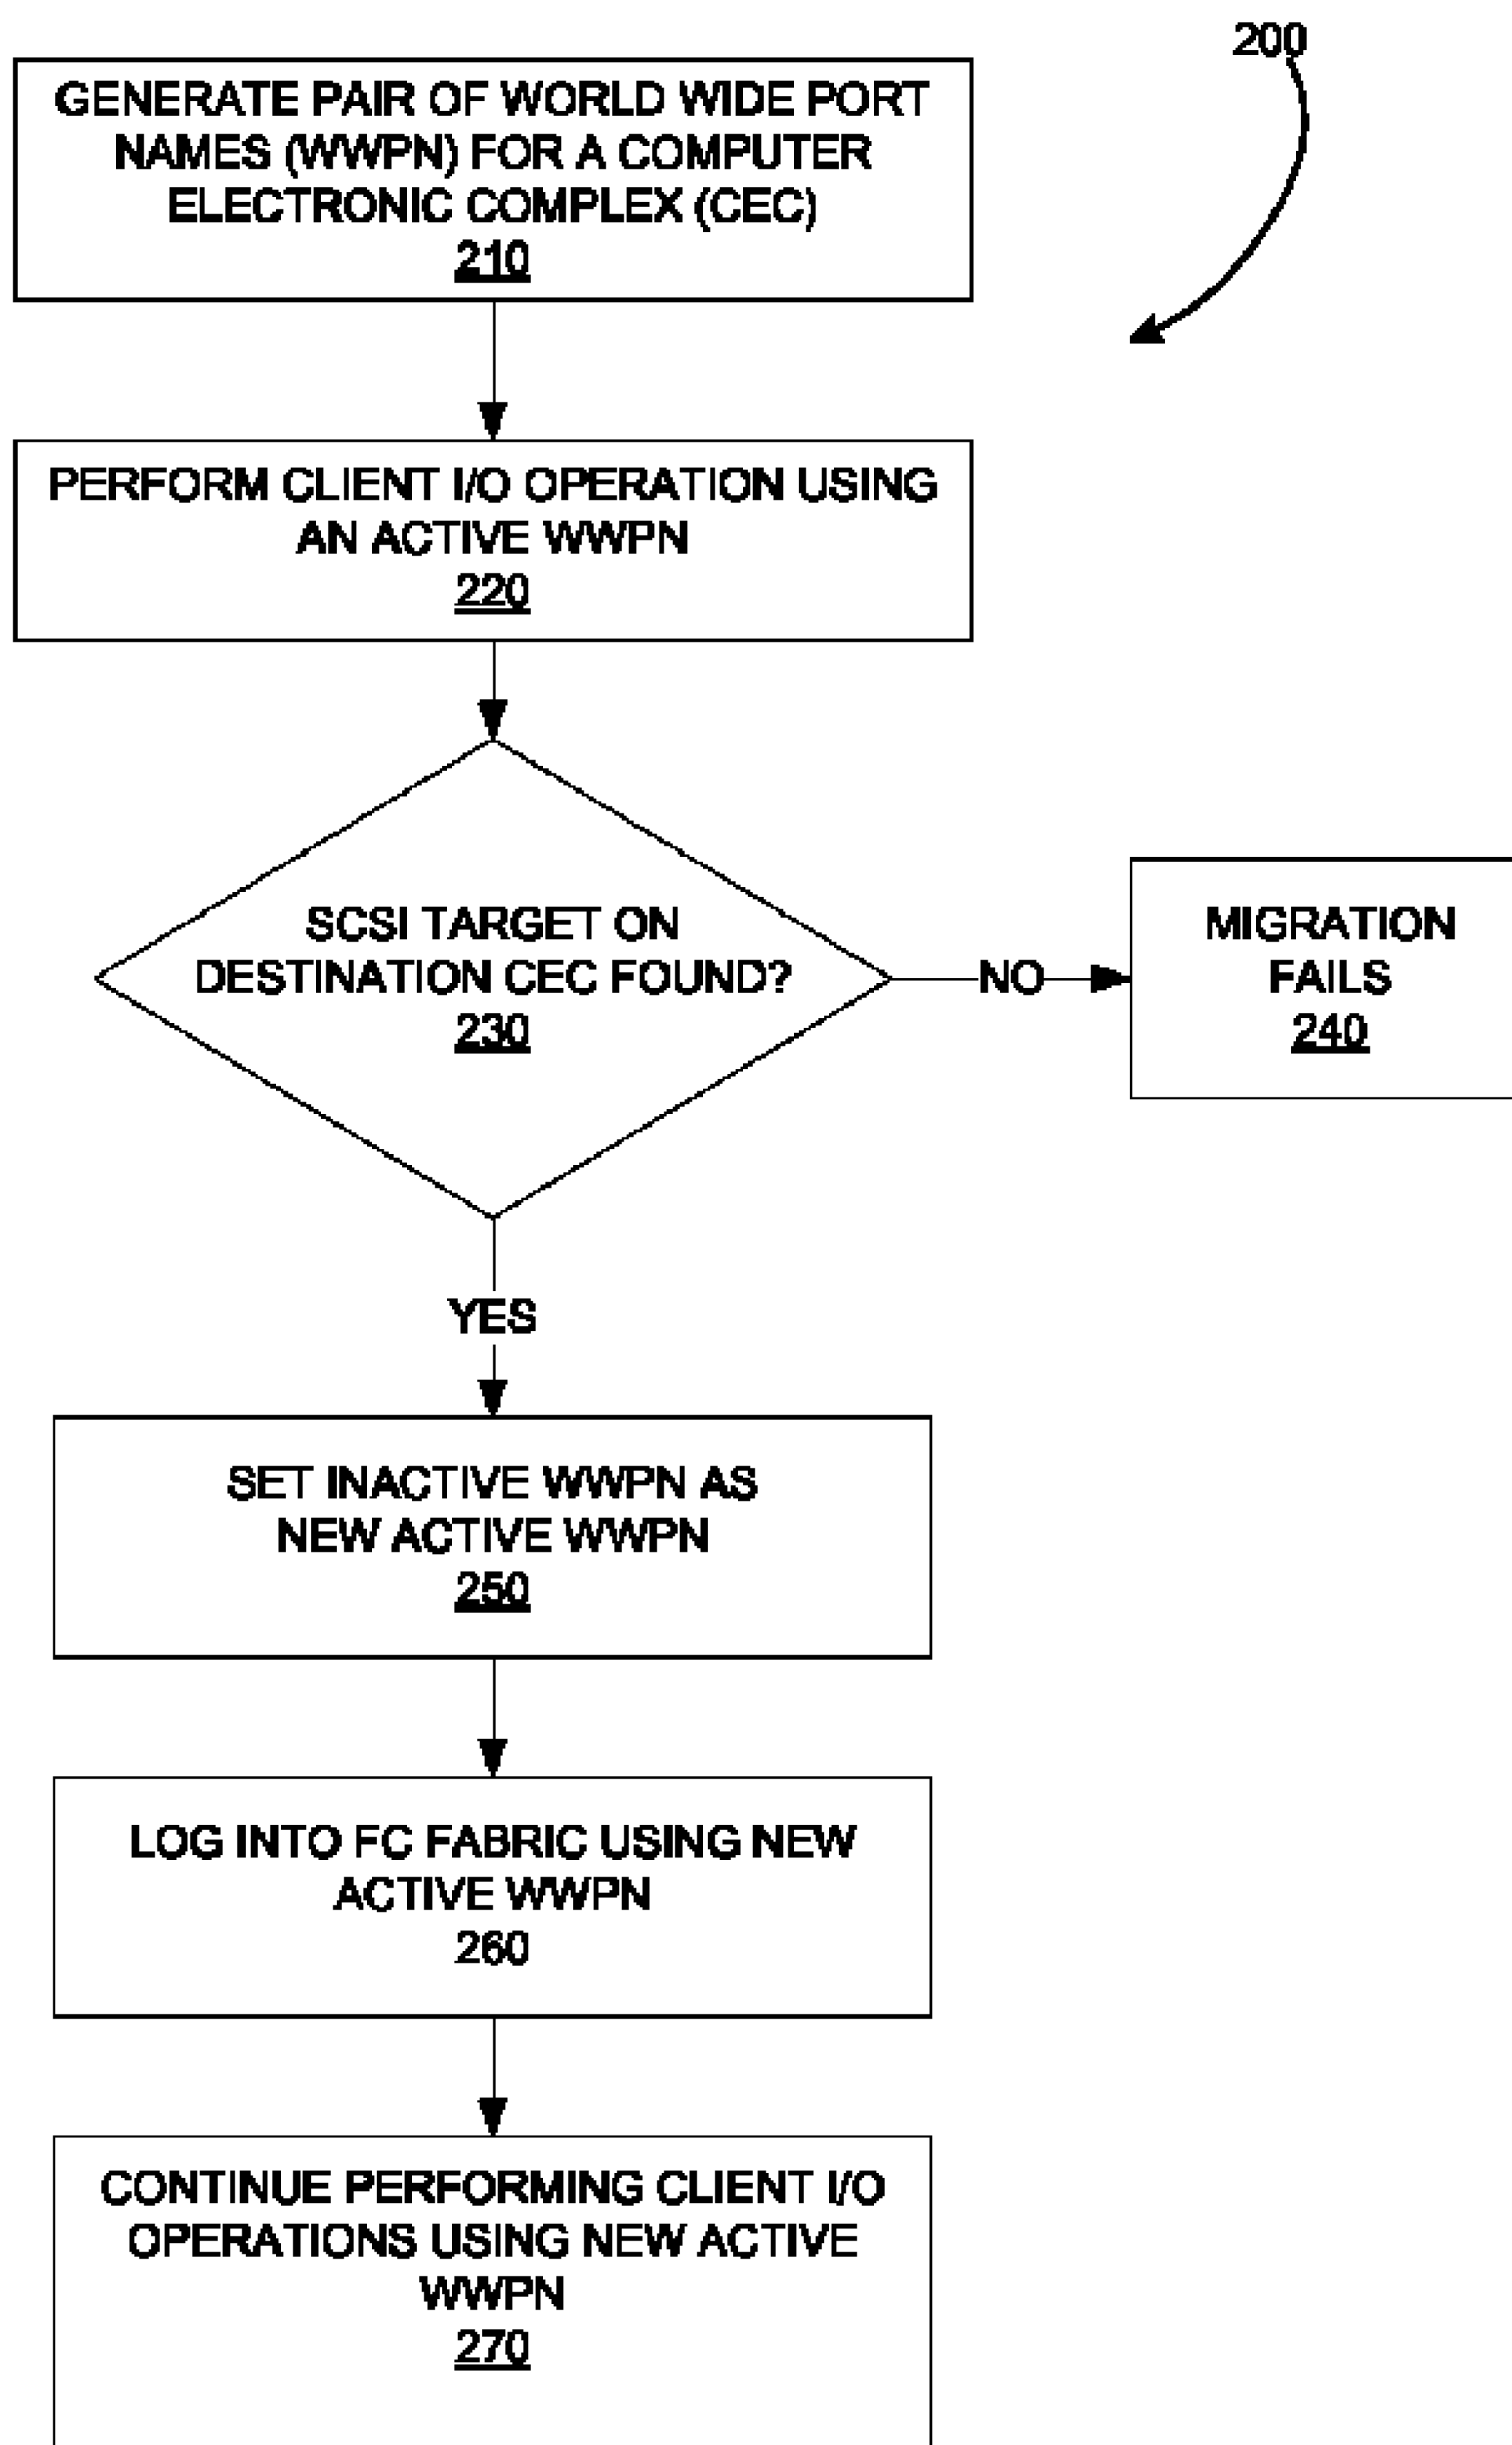 200
GENERATE PAIR OF WORLD WIDE PORT
NAMES (WWPN) FOR A COMPUTER
ELECTRONIC COMPLEX (CEC)
210
PERFORM CLIENT I/O OPERATION USING
AN ACTIVE WWPN
220
SCSI TARGET ON
DESTINATION CEC FOUND?
230
NO
MIGRATION
FAILS
240
YES
SET INACTIVE WWPN AS
NEW ACTIVE WWPN
250
LOG INTO FC FABRIC USING NEW
ACTIVE WWPN
260
CONTINUE PERFORMING CLIENT I/O
OPERATIONS USING NEW ACTIVE
WWPN
270